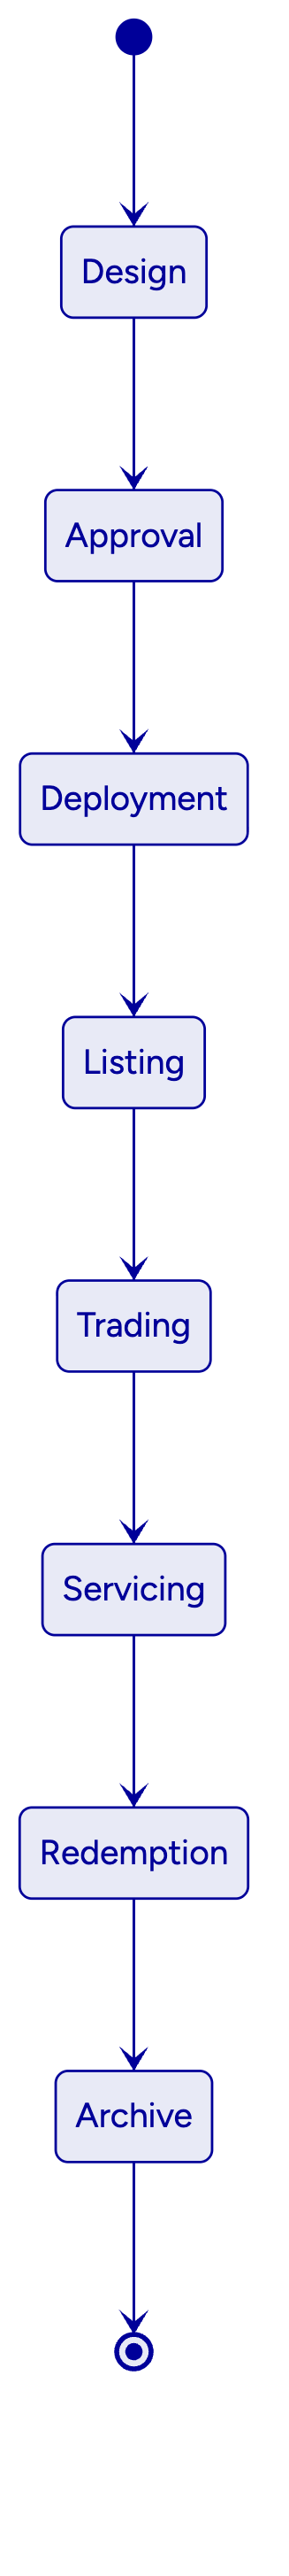 Design
Approval
Deployment
Listing
Trading
Servicing
Redemption
Archive